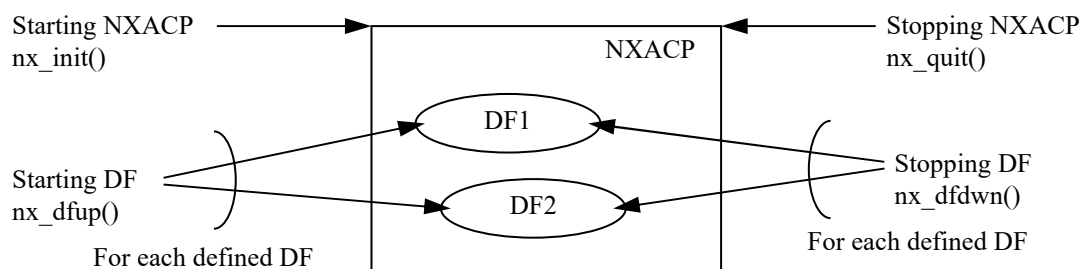 Starting NXACP
nx_init()
NXACP
Stopping NXACP
nx_quit()
DF1
DF2
Starting DF
nx_dfup()
For each defined DF
Stopping DF
nx_dfdwn()
For each defined DF